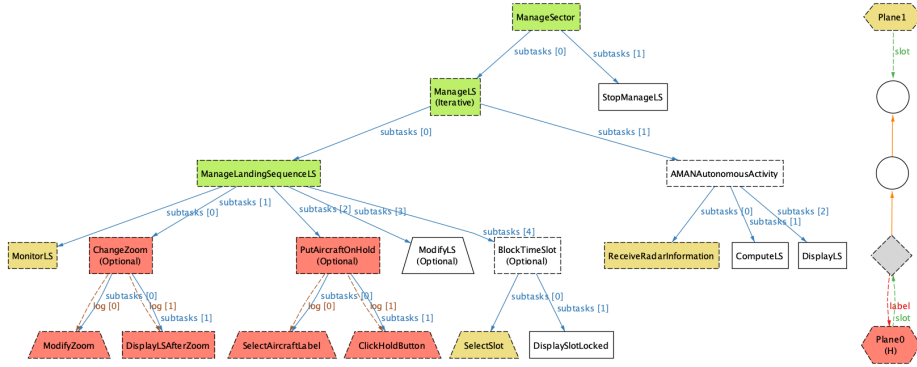 ManageSector
Plane1
subtasks [0]
subtasks [1]
slot
ManageLS
(Iterative)
StopManageLS
subtasks [0]
subtasks [1]
ManageLandingSequenceLS
AMANAutonomousActivity
subtasks [1]
subtasks [0]
subtasks [2]
subtasks [3]
subtasks [4]
subtasks [0]
subtasks [1]
subtasks [2]
MonitorLS
ChangeZoom
(Optional)
PutAircraftOnHold
(Optional)
ModifyLS
(Optional)
BlockTimeSlot
(Optional)
ReceiveRadarInformation
ComputeLS
DisplayLS
subtasks [0]
log [0]
log [1]
subtasks [1]
subtasks [0]
log [0]
log [1]
subtasks [1]
subtasks [0]
subtasks [1]
label
slot
ModifyZoom
DisplayLSAfterZoom
SelectAircraftLabel
ClickHoldButton
SelectSlot
DisplaySlotLocked
Plane0
(H)